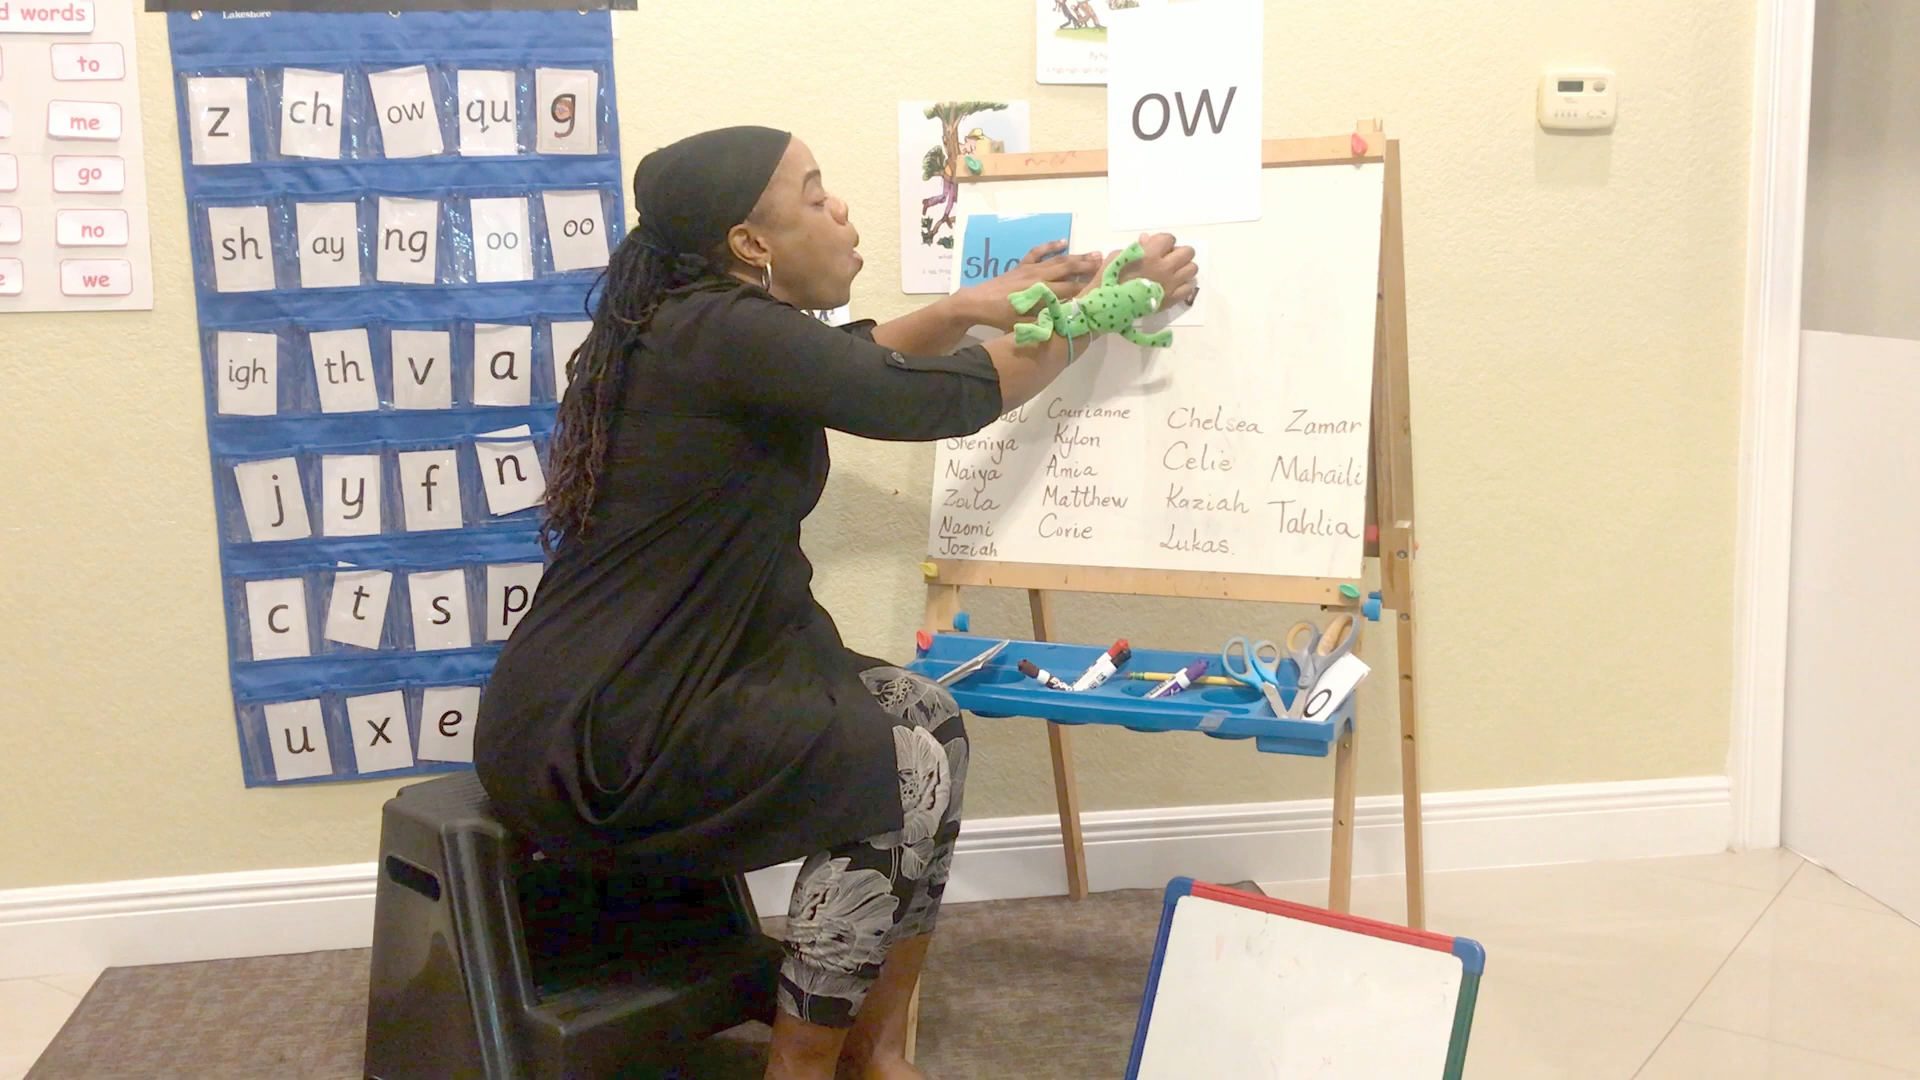 d words
to
me
go
no
we
Lakeshore
z ch ow qu g
sh ay ng oo oo
igh th v a
j y f n
c t s p
u x e
ow
sho
Courianne
Sheniya
Kylon
Naiya
Amia
Zoila
Matthew
Naomi
Corie
Joziah
Chelsea
Zamar
Celie
Mahaili
Kaziah
Tahlia
Lukas.
o